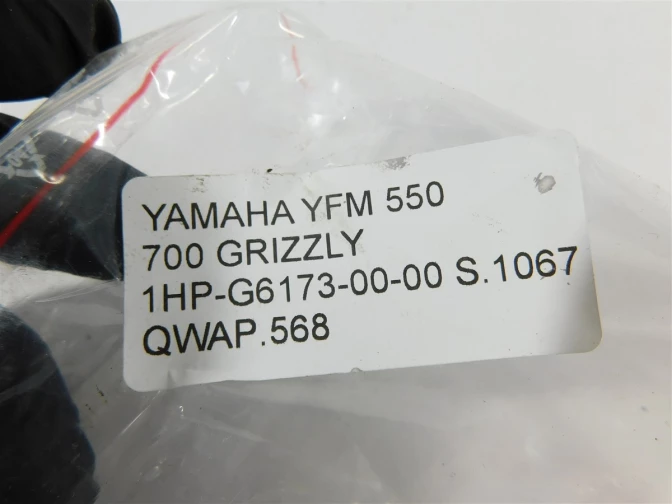 YAMAHA YFM 550
700 GRIZZLY
1HP-G6173-00-00 S.1067
QWAP.568